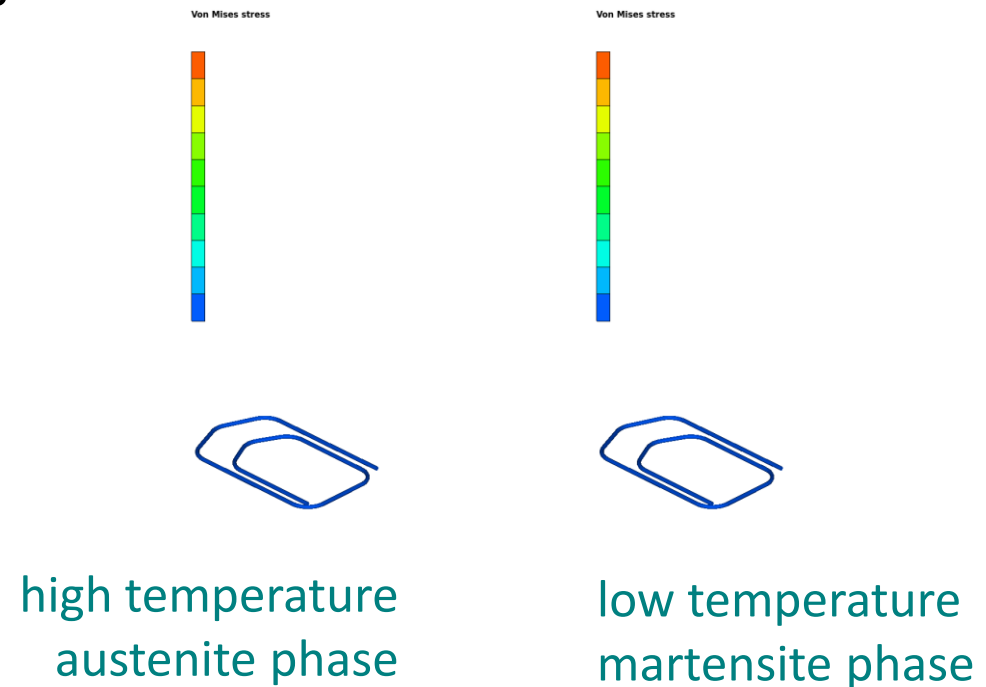 Von Mises stress
Von Mises stress
high temperature
austenite phase
low temperature
martensite phase